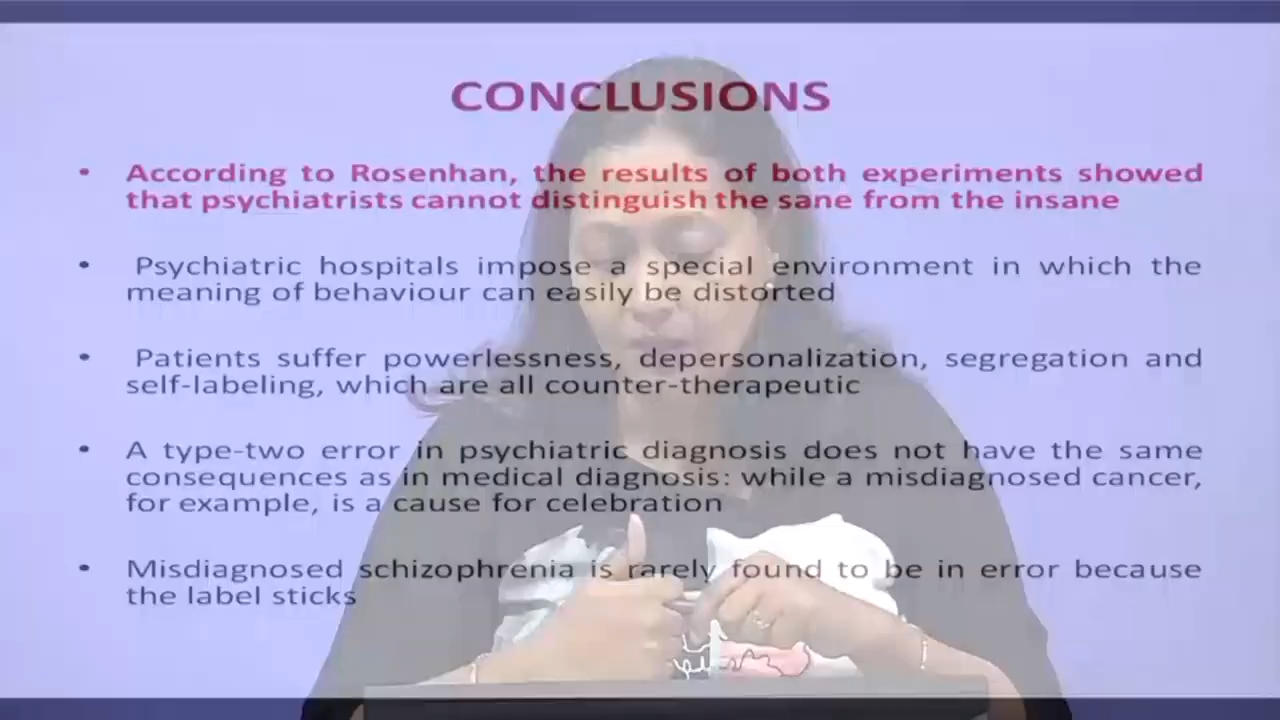 CONCLUSIONS
• According to Rosenhan, the results of both experiments showed
that psychiatrists cannot distinguish the sane from the insane
• Psychiatric hospitals impose a special environment in which the
meaning of behaviour can easily be distorted
• Patients suffer powerlessness, depersonalization, segregation and
self-labeling, which are all counter-therapeutic
• A type-two error in psychiatric diagnosis does not have the same
consequences as in medical diagnosis: while a misdiagnosed cancer,
for example, is a cause for celebration
• Misdiagnosed schizophrenia is rarely found to be in error because
the label sticks